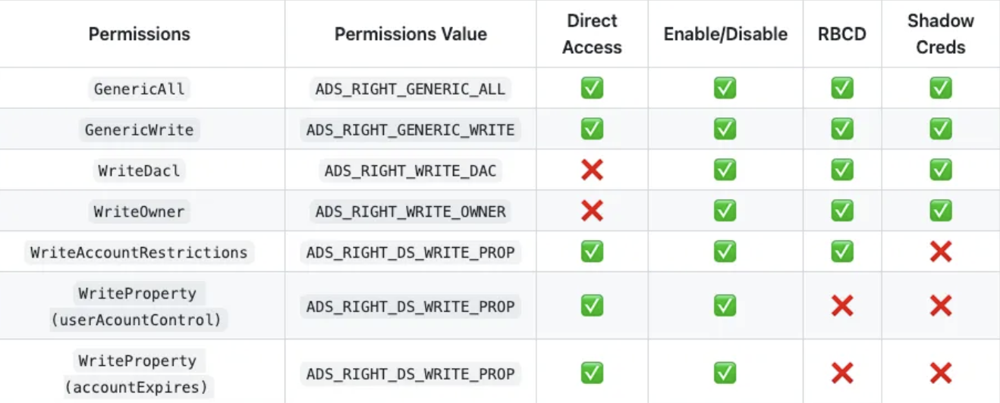 Permissions Permissions Value Direct Access Enable/Disable RBCD Shadow Creds
GenericAll ADS_RIGHT_GENERIC_ALL ✅ ✅ ✅ ✅
GenericWrite ADS_RIGHT_GENERIC_WRITE ✅ ✅ ✅ ✅
WriteDacl ADS_RIGHT_WRITE_DAC ❌ ✅ ✅ ✅
WriteOwner ADS_RIGHT_WRITE_OWNER ❌ ✅ ✅ ✅
WriteAccountRestrictions ADS_RIGHT_DS_WRITE_PROP ✅ ✅ ✅ ❌
WriteProperty (userAcountControl) ADS_RIGHT_DS_WRITE_PROP ✅ ✅ ❌ ❌
WriteProperty (accountExpires) ADS_RIGHT_DS_WRITE_PROP ✅ ✅ ❌ ❌